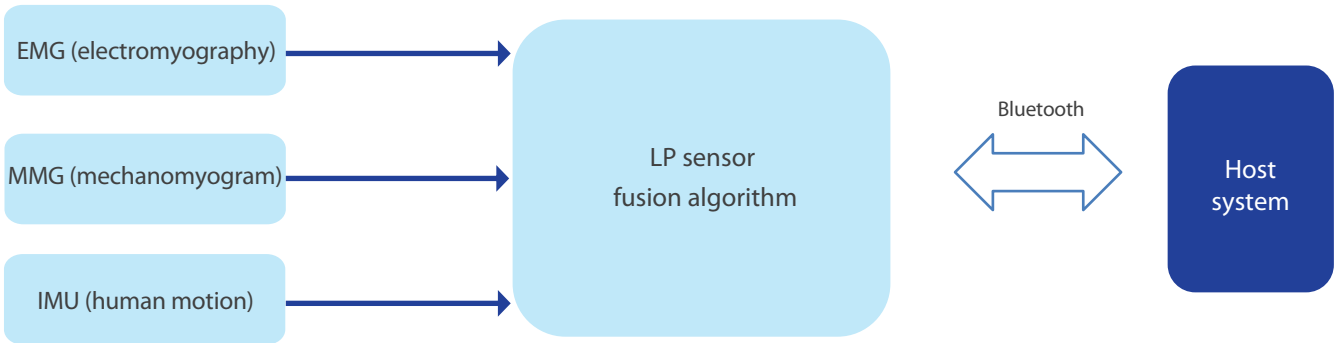 EMG (electromyography)
MMG (mechanomyogram)
IMU (human motion)
LP sensor
fusion algorithm
Bluetooth
Host
system